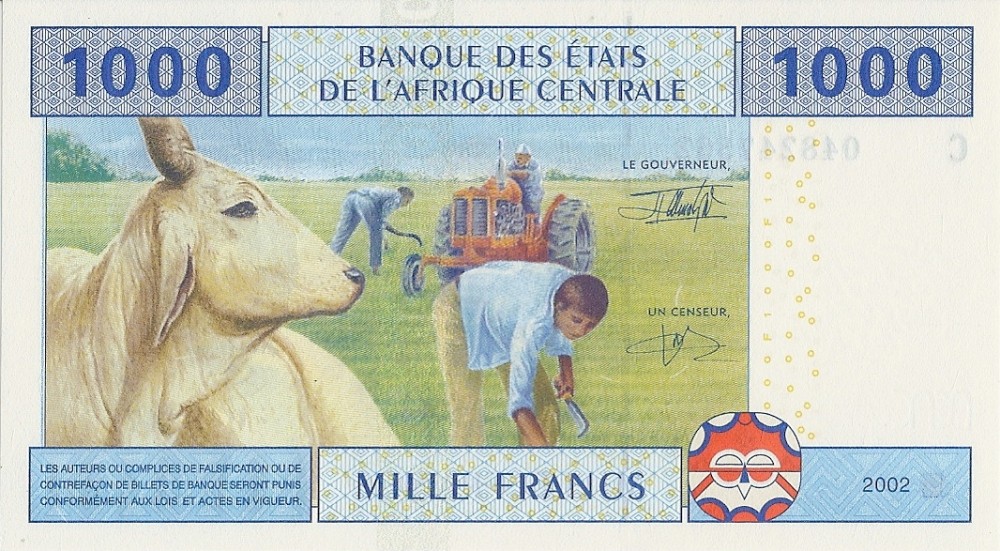 1000
BANQUE DES ÉTATS
DE L'AFRIQUE CENTRALE
1000
LE GOUVERNEUR,
UN CENSEUR,
LES AUTEURS OU COMPLICES DE FALSIFICATION OU DE
CONTREFAÇON DE BILLETS DE BANQUE SERONT PUNIS
CONFORMÉMENT AUX LOIS ET ACTES EN VIGUEUR.
MILLE FRANCS
2002